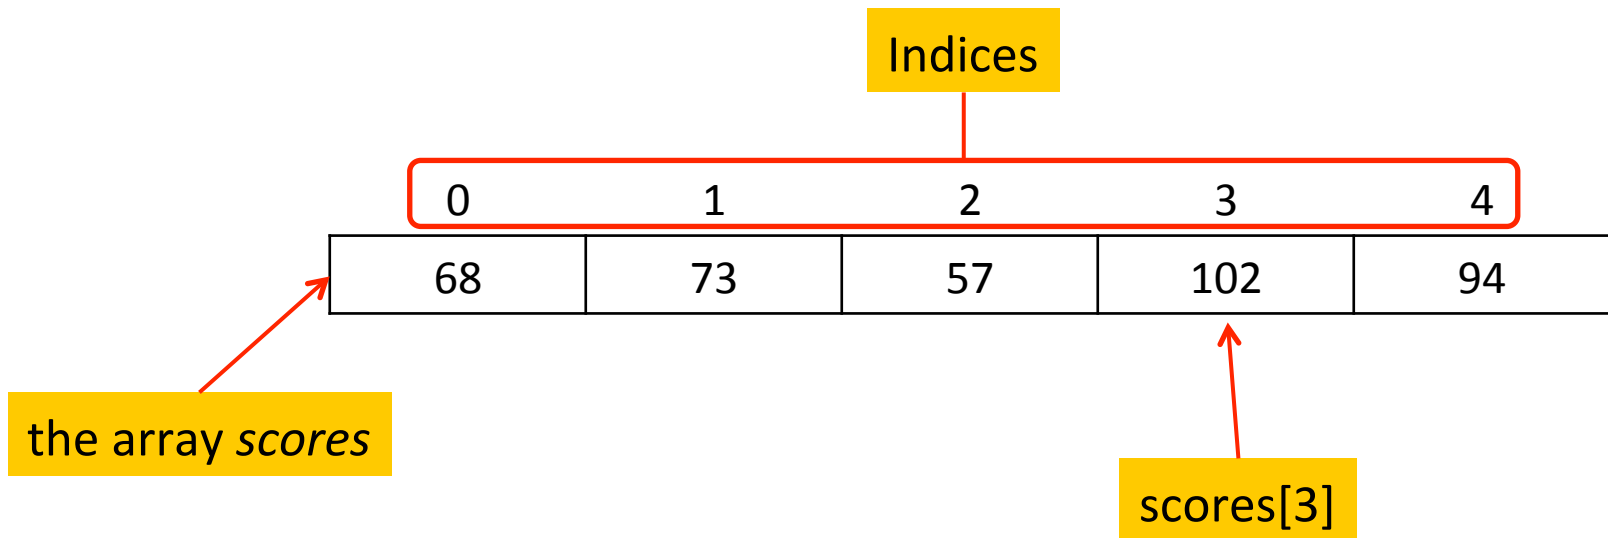 Indices
0 1 2 3 4
68 73 57 102 94
the array scores
scores[3]